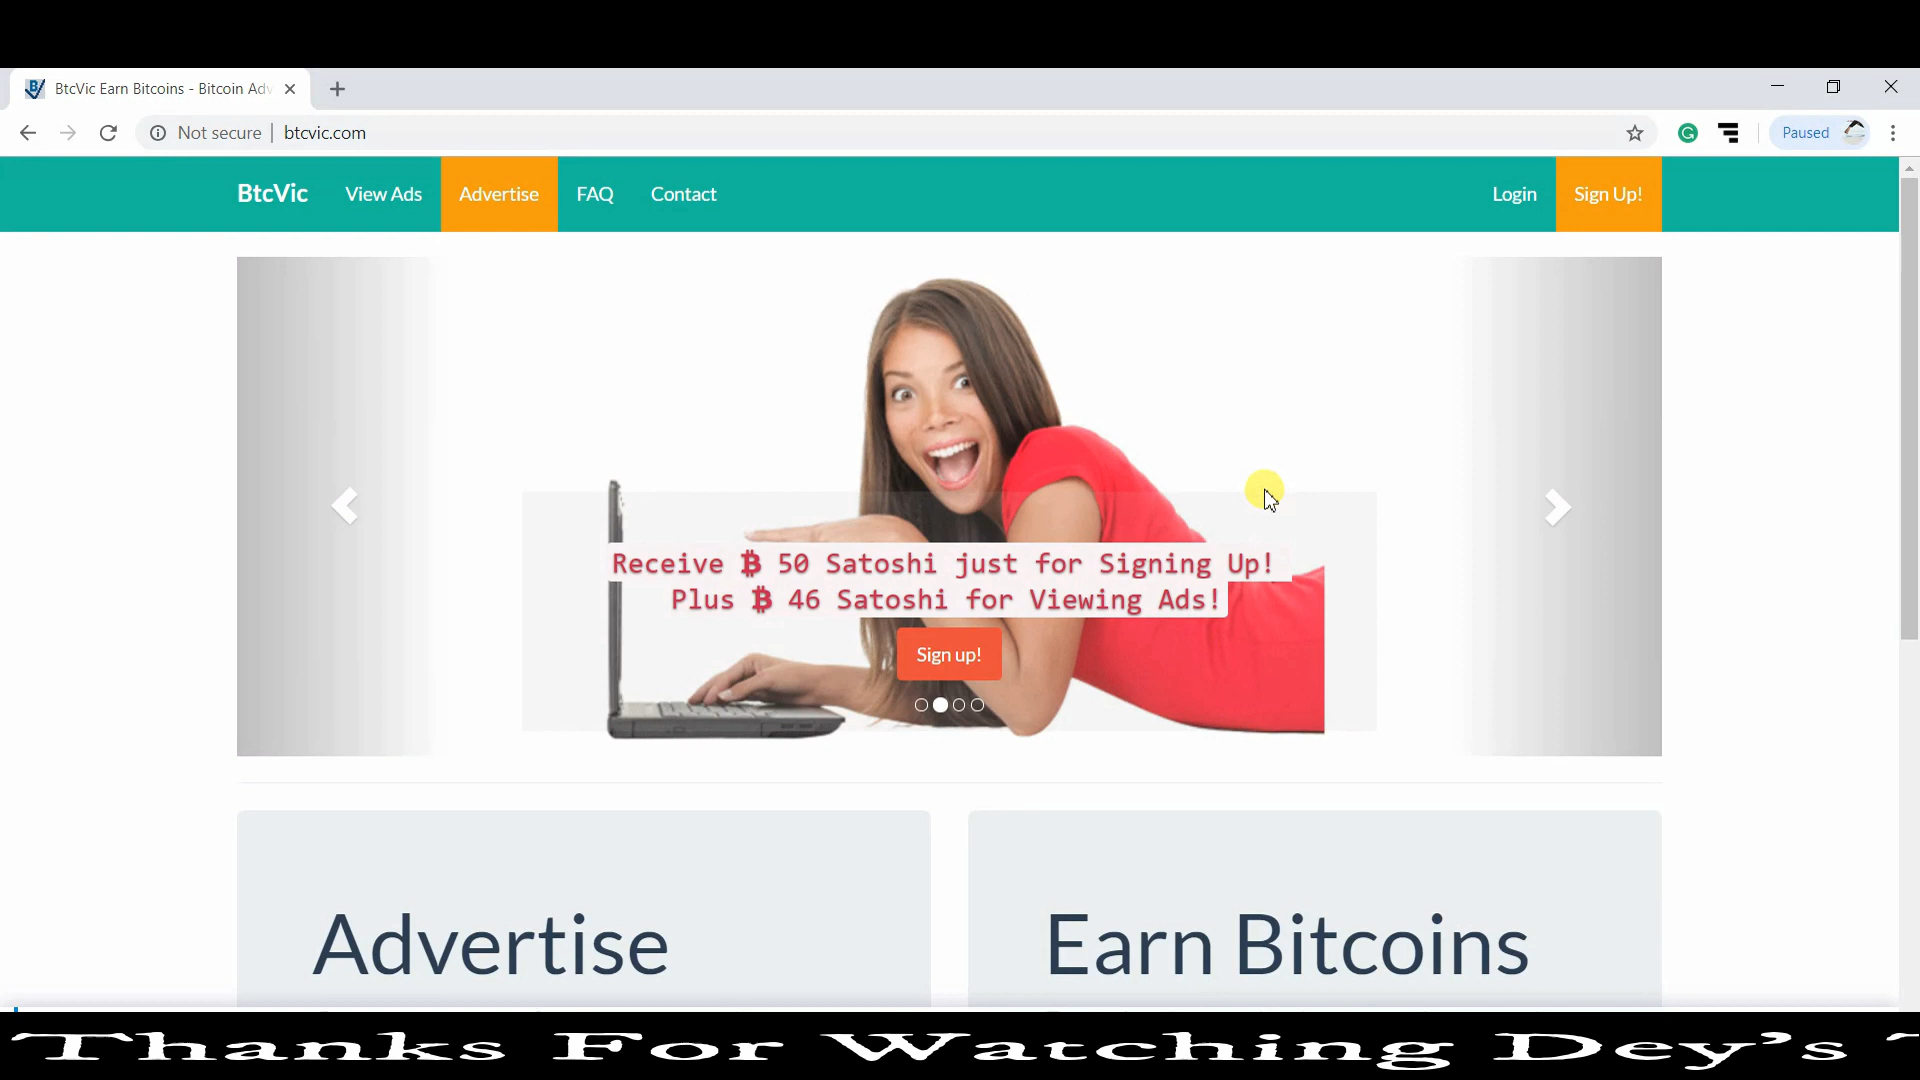 BtcVic Earn Bitcoins - Bitcoin Adv
Not secure | btcvic.com
Paused
BtcVic View Ads Advertise FAQ Contact Login Sign Up!
Receive ₿ 50 Satoshi just for Signing Up!
Plus ₿ 46 Satoshi for Viewing Ads!
Sign up!
Advertise
Earn Bitcoins
Thanks For Watching Dey's